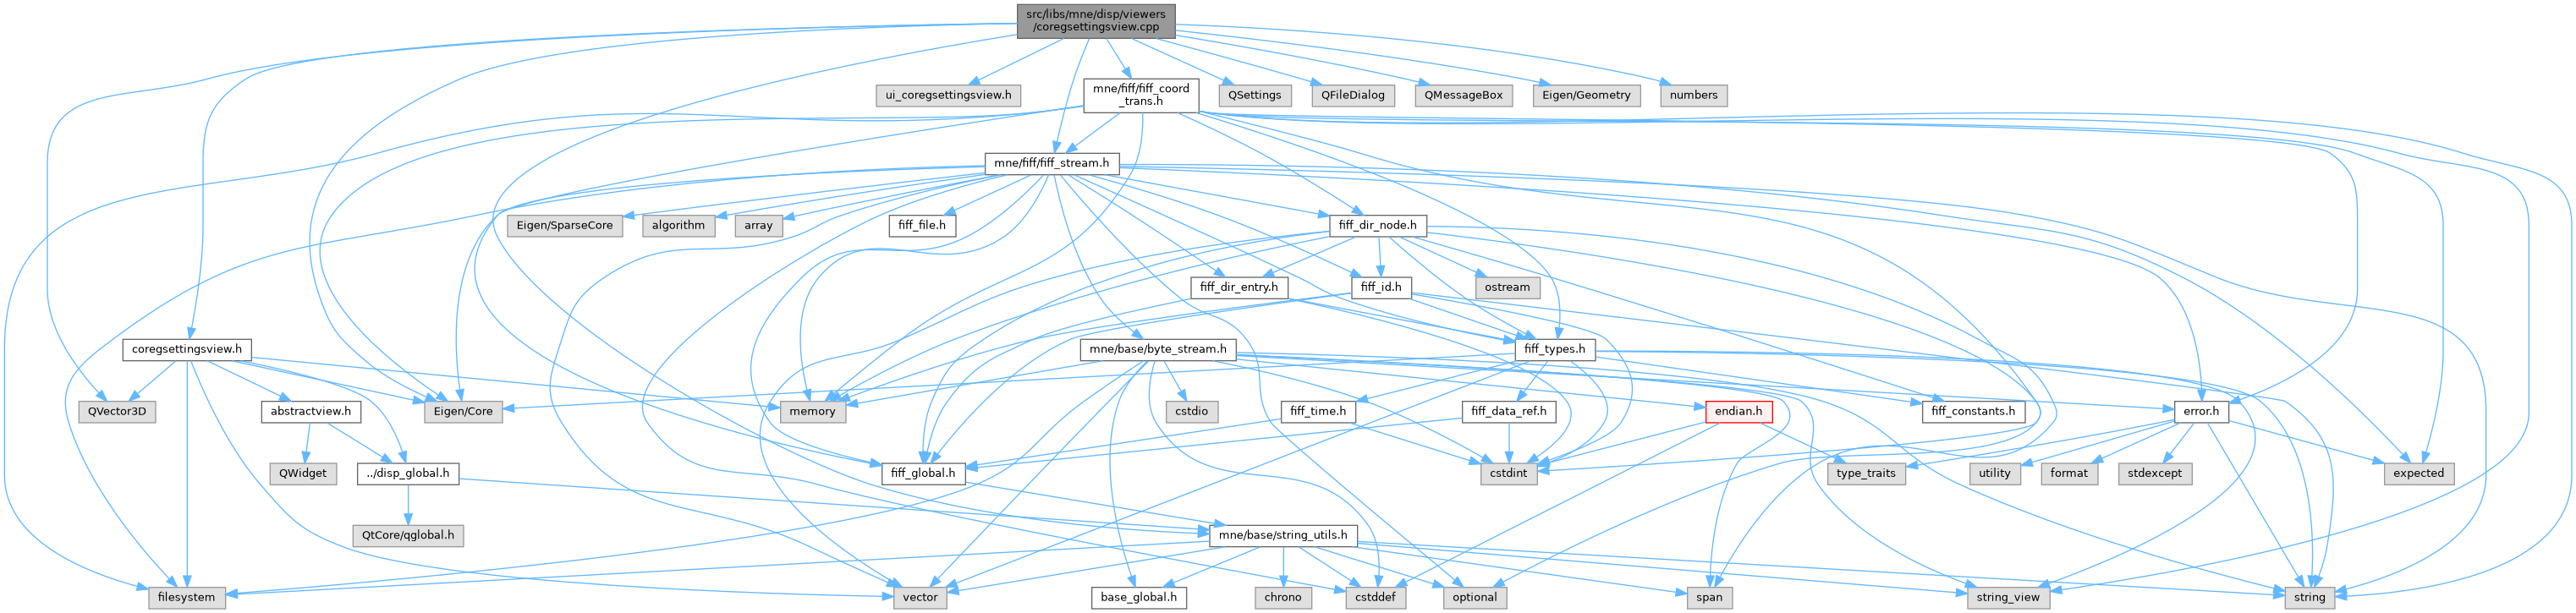 src/libs/mne/disp/viewers
/coregsettingsview.cpp
ui_coregsettingsview.h
mne/fiff/fiff_coord
_trans.h
QSettings
QFileDialog
QMessageBox
Eigen/Geometry
numbers
mne/fiff/fiff_stream.h
Eigen/SparseCore
algorithm
array
fiff_file.h
fiff_dir_node.h
fiff_dir_entry.h
fiff_id.h
ostream
coregsettingsview.h
mne/base/byte_stream.h
fiff_types.h
QVector3D
abstractview.h
Eigen/Core
memory
cstdio
fiff_time.h
fiff_data_ref.h
endian.h
fiff_constants.h
error.h
QWidget
../disp_global.h
fiff_global.h
cstdint
type_traits
utility
format
stdexcept
expected
QtCore/qglobal.h
mne/base/string_utils.h
filesystem
vector
base_global.h
chrono
cstddef
optional
span
string_view
string